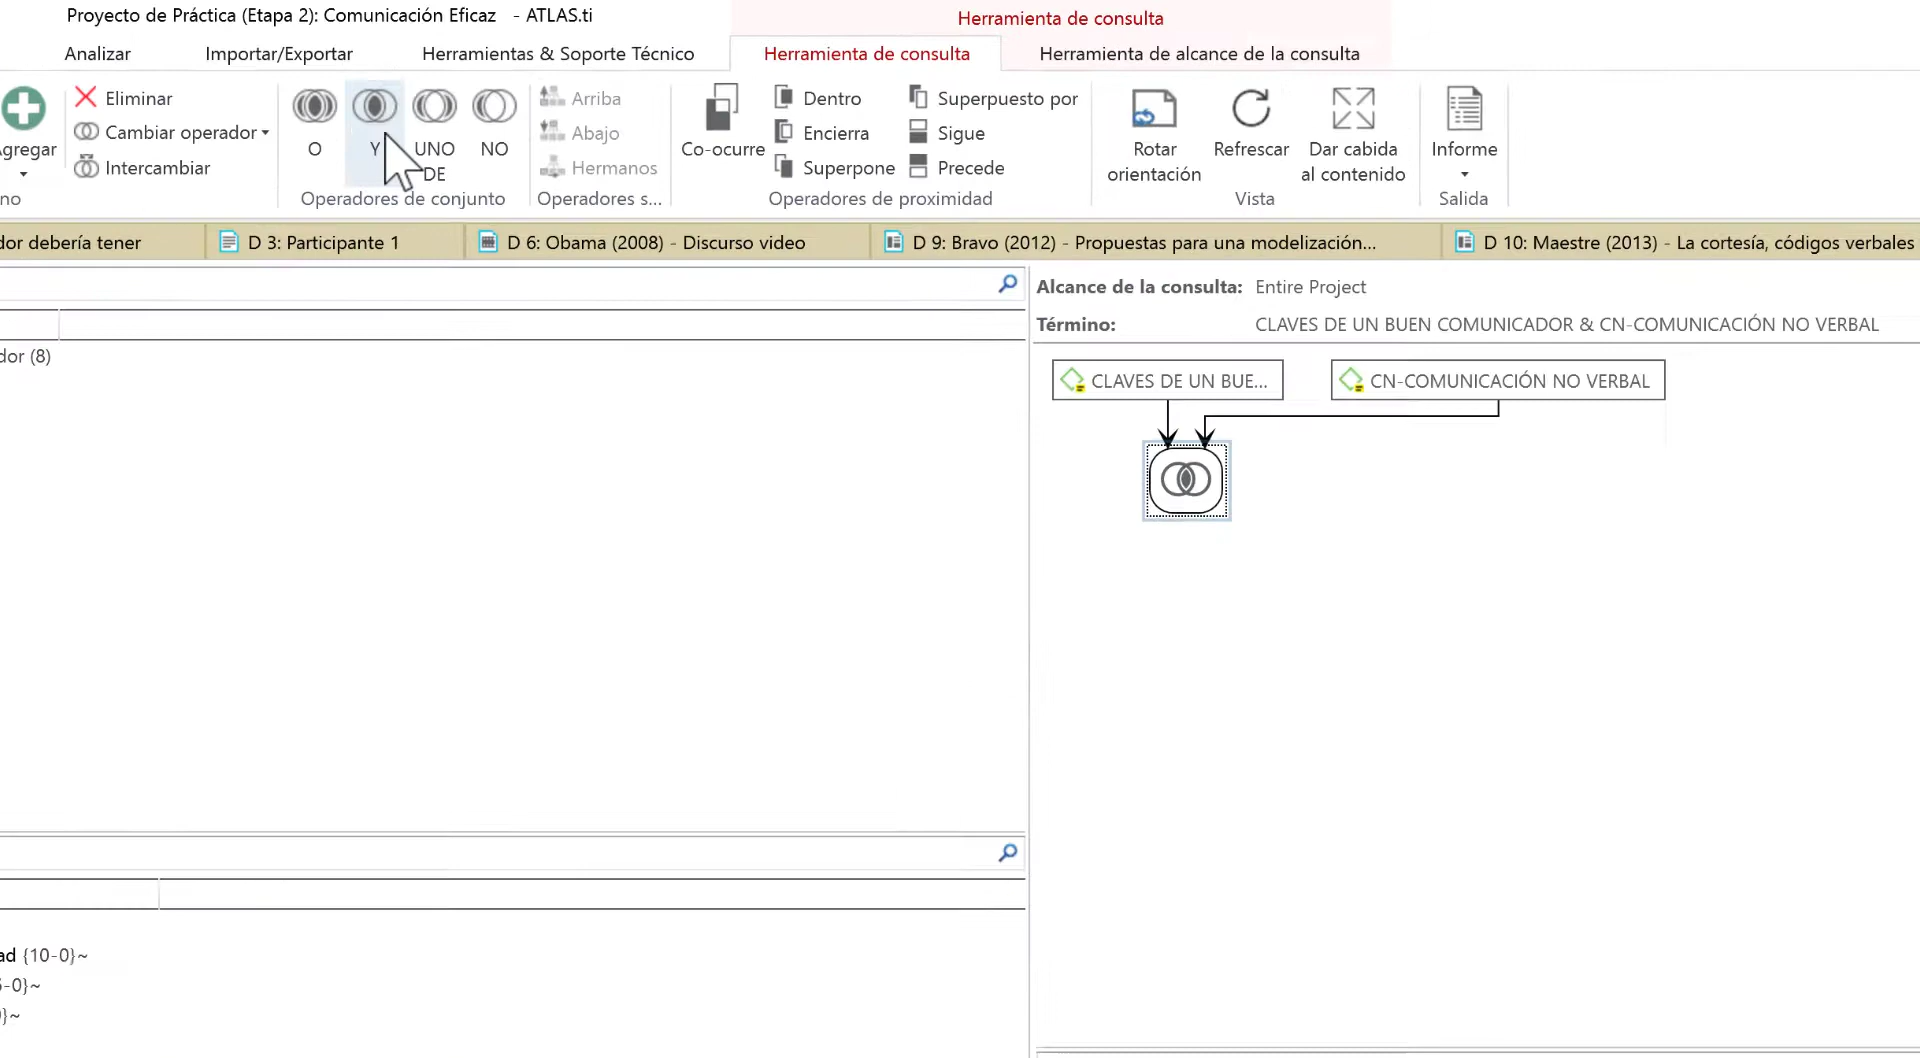 Proyecto de Práctica (Etapa 2): Comunicación Eficaz - ATLAS.ti
Herramienta de consulta
Analizar Importar/Exportar Herramientas & Soporte Técnico Herramienta de consulta Herramienta de alcance de la consulta
gregar
Eliminar
Cambiar operador
Intercambiar
no
O
Y
UNO DE
NO
Operadores de conjunto
Arriba
Abajo
Hermanos
Operadores s...
Co-ocurre
Dentro
Encierra
Superpone
Superpuesto por
Sigue
Precede
Operadores de proximidad
Rotar orientación
Refrescar
Dar cabida al contenido
Vista
Informe
Salida
dor debería tener
D 3: Participante 1
D 6: Obama (2008) - Discurso video
D 9: Bravo (2012) - Propuestas para una modelización...
D 10: Maestre (2013) - La cortesía, códigos verbales
Alcance de la consulta: Entire Project
Término: CLAVES DE UN BUEN COMUNICADOR & CN-COMUNICACIÓN NO VERBAL
dor (8)
CLAVES DE UN BUE...
CN-COMUNICACIÓN NO VERBAL
ad {10-0}~
-0}~
}~